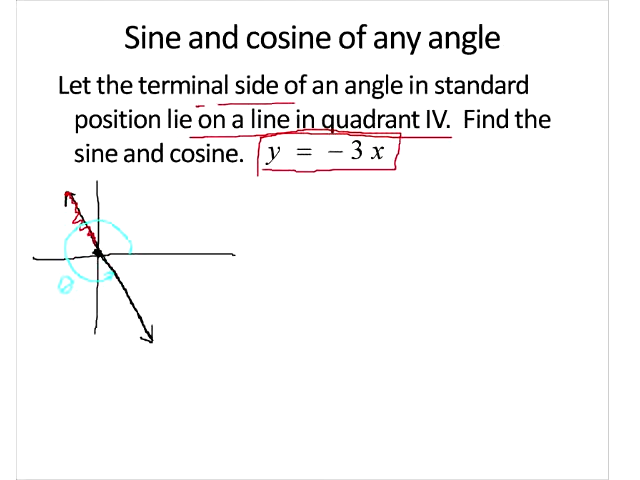 Sine and cosine of any angle
Let the terminal side of an angle in standard
position lie on a line in quadrant IV. Find the
sine and cosine. y = − 3 x
θ